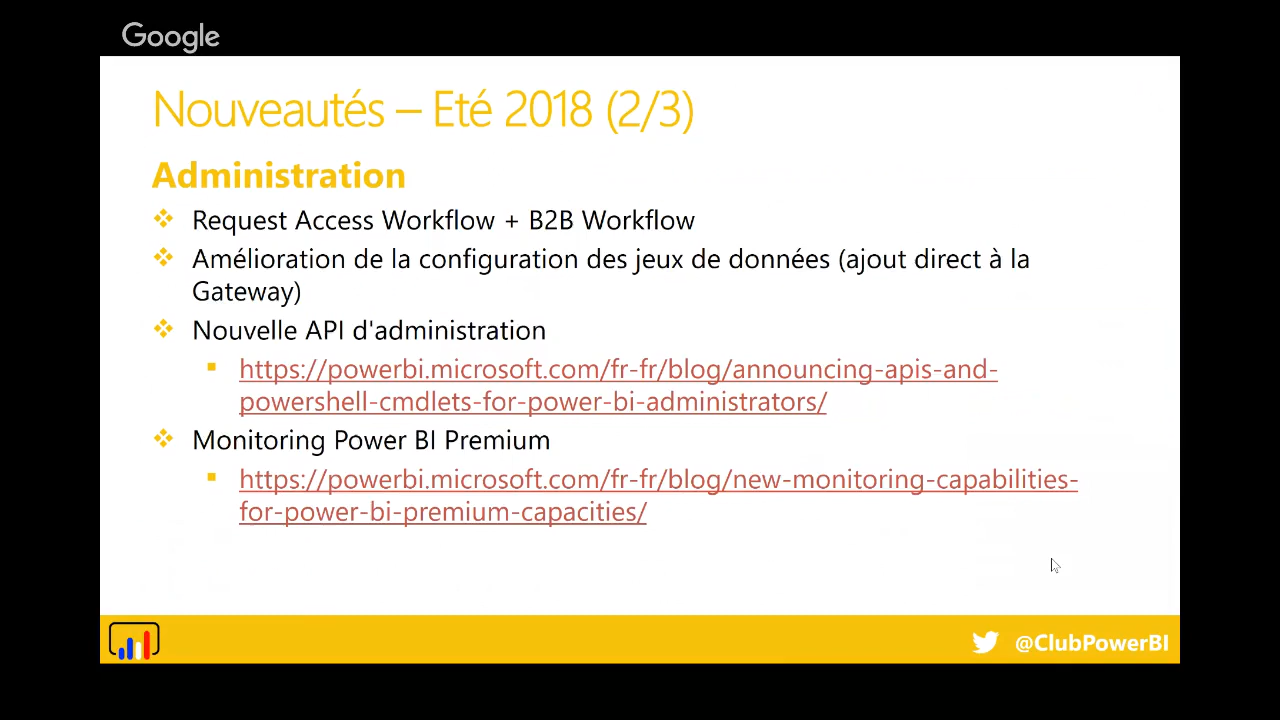 Google
Nouveautés – Eté 2018 (2/3)
Administration
Request Access Workflow + B2B Workflow
Amélioration de la configuration des jeux de données (ajout direct à la
Gateway)
Nouvelle API d'administration
https://powerbi.microsoft.com/fr-fr/blog/announcing-apis-and-
powershell-cmdlets-for-power-bi-administrators/
Monitoring Power BI Premium
https://powerbi.microsoft.com/fr-fr/blog/new-monitoring-capabilities-
for-power-bi-premium-capacities/
@ClubPowerBI